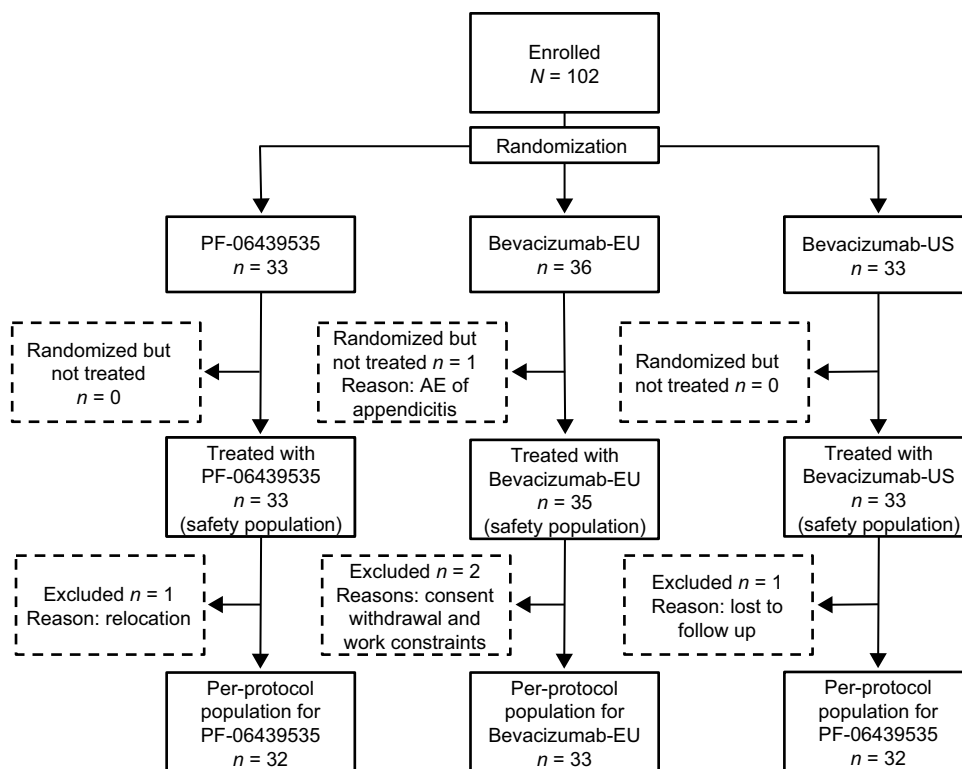 Enrolled
N = 102
Randomization
PF-06439535
n = 33
Bevacizumab-EU
n = 36
Bevacizumab-US
n = 33
Randomized but
not treated
n = 0
Randomized but
not treated n = 1
Reason: AE of
appendicitis
Randomized but
not treated n = 0
Treated with
PF-06439535
n = 33
(safety population)
Treated with
Bevacizumab-EU
n = 35
(safety population)
Treated with
Bevacizumab-US
n = 33
(safety population)
Excluded n = 1
Reason: relocation
Excluded n = 2
Reasons: consent
withdrawal and
work constraints
Excluded n = 1
Reason: lost to
follow up
Per-protocol
population for
PF-06439535
n = 32
Per-protocol
population for
Bevacizumab-EU
n = 33
Per-protocol
population for
PF-06439535
n = 32